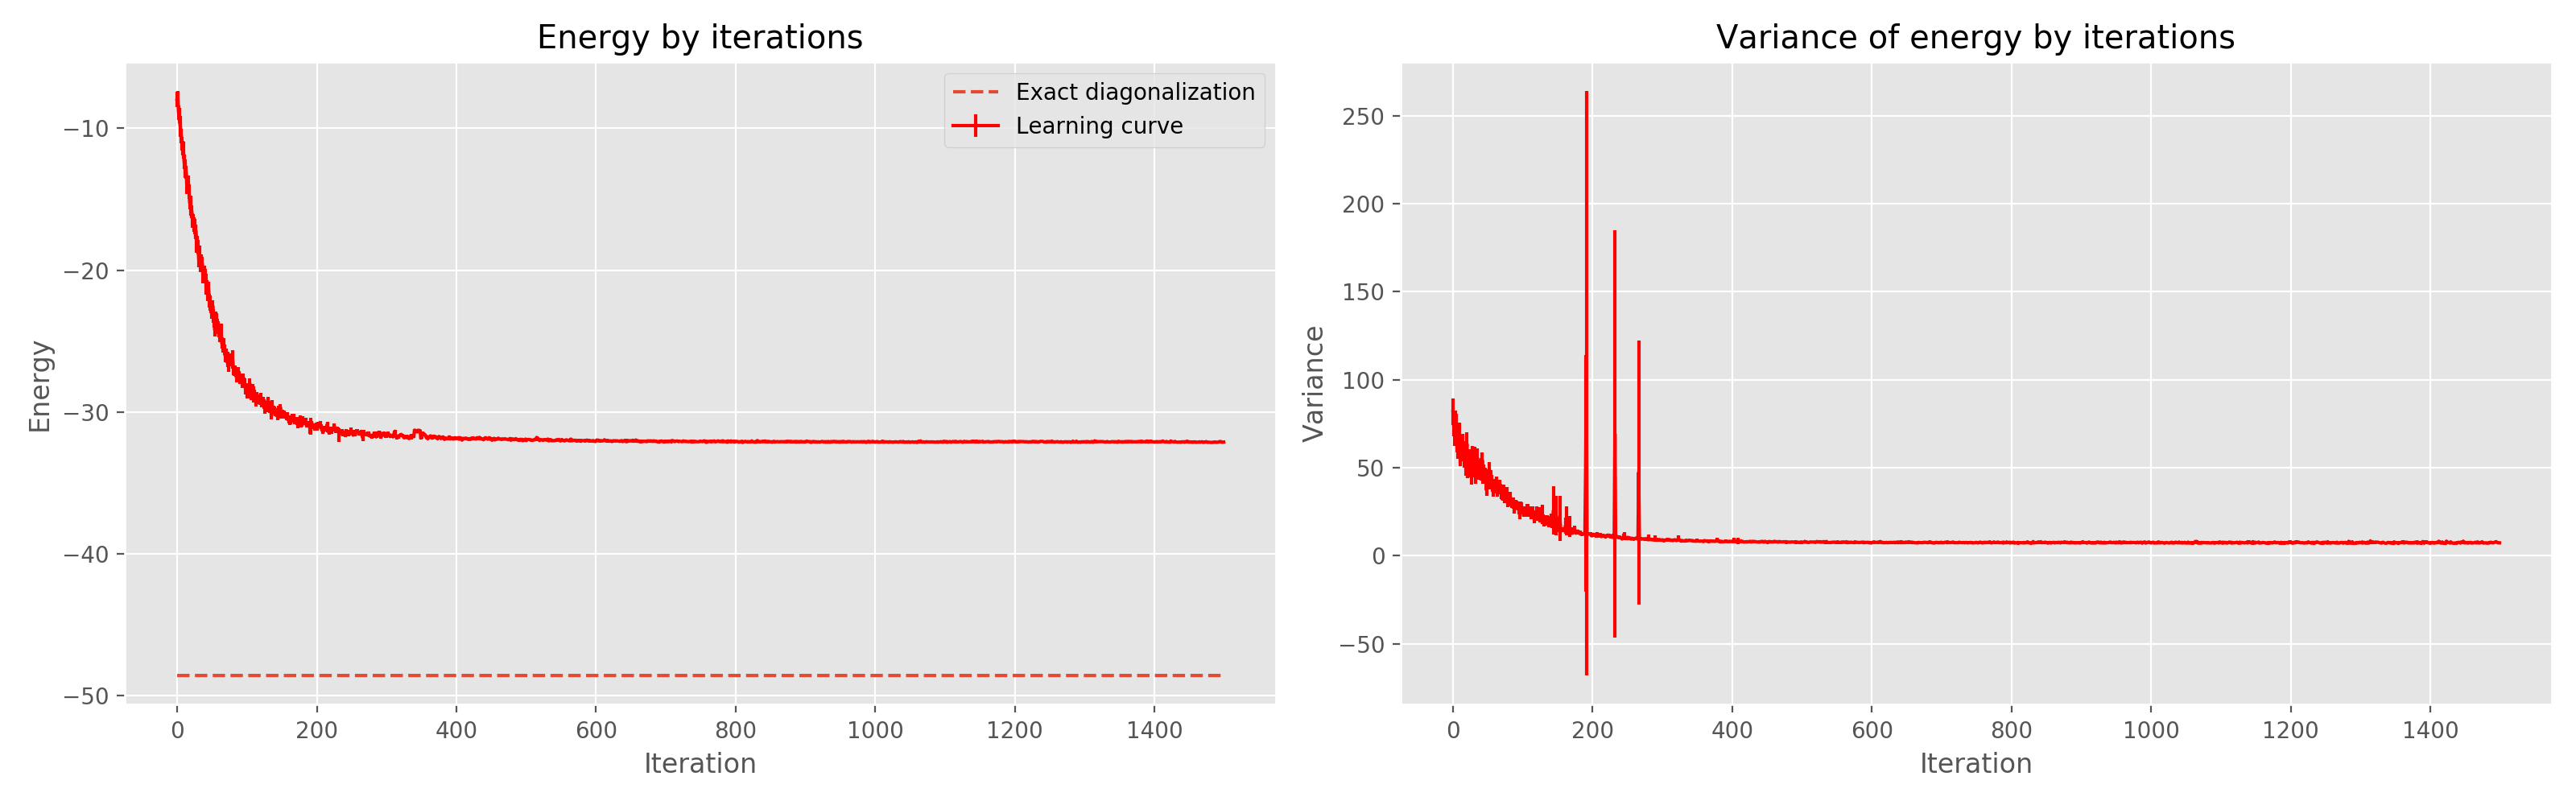 Energy by iterations
Exact diagonalization
Learning curve
−10
−20
−30
−40
−50
Energy
0 200 400 600 800 1000 1200 1400
Iteration
Variance of energy by iterations
250
200
150
100
50
0
−50
Variance
0 200 400 600 800 1000 1200 1400
Iteration